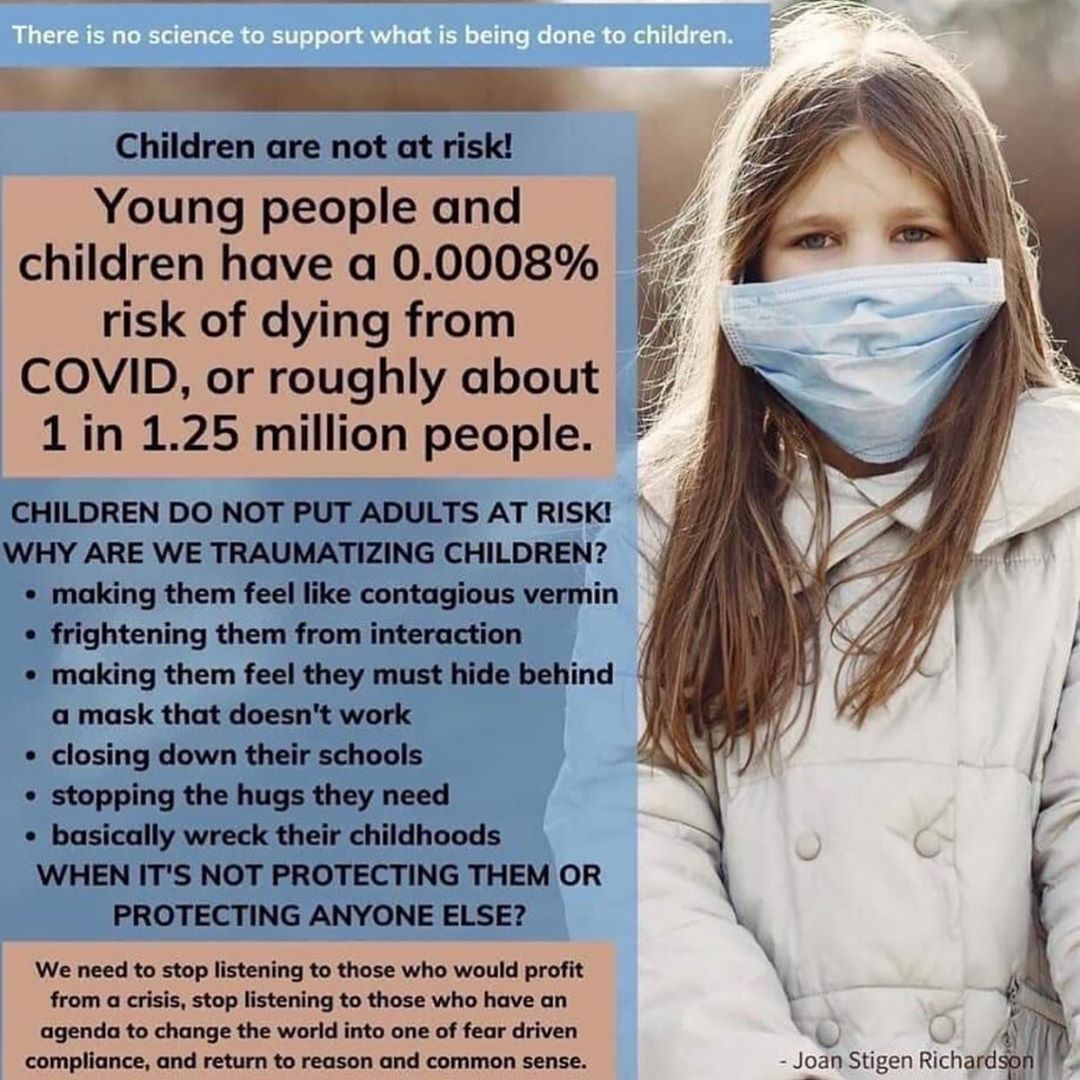 There is no science to support what is being done to children.
Children are not at risk!
Young people and
children have a 0.0008%
risk of dying from
COVID, or roughly about
1 in 1.25 million people.
CHILDREN DO NOT PUT ADULTS AT RISK!
WHY ARE WE TRAUMATIZING CHILDREN?
• making them feel like contagious vermin
• frightening them from interaction
• making them feel they must hide behind
a mask that doesn't work
• closing down their schools
• stopping the hugs they need
• basically wreck their childhoods
WHEN IT'S NOT PROTECTING THEM OR
PROTECTING ANYONE ELSE?
We need to stop listening to those who would profit
from a crisis, stop listening to those who have an
agenda to change the world into one of fear driven
compliance, and return to reason and common sense.
- Joan Stigen Richardson